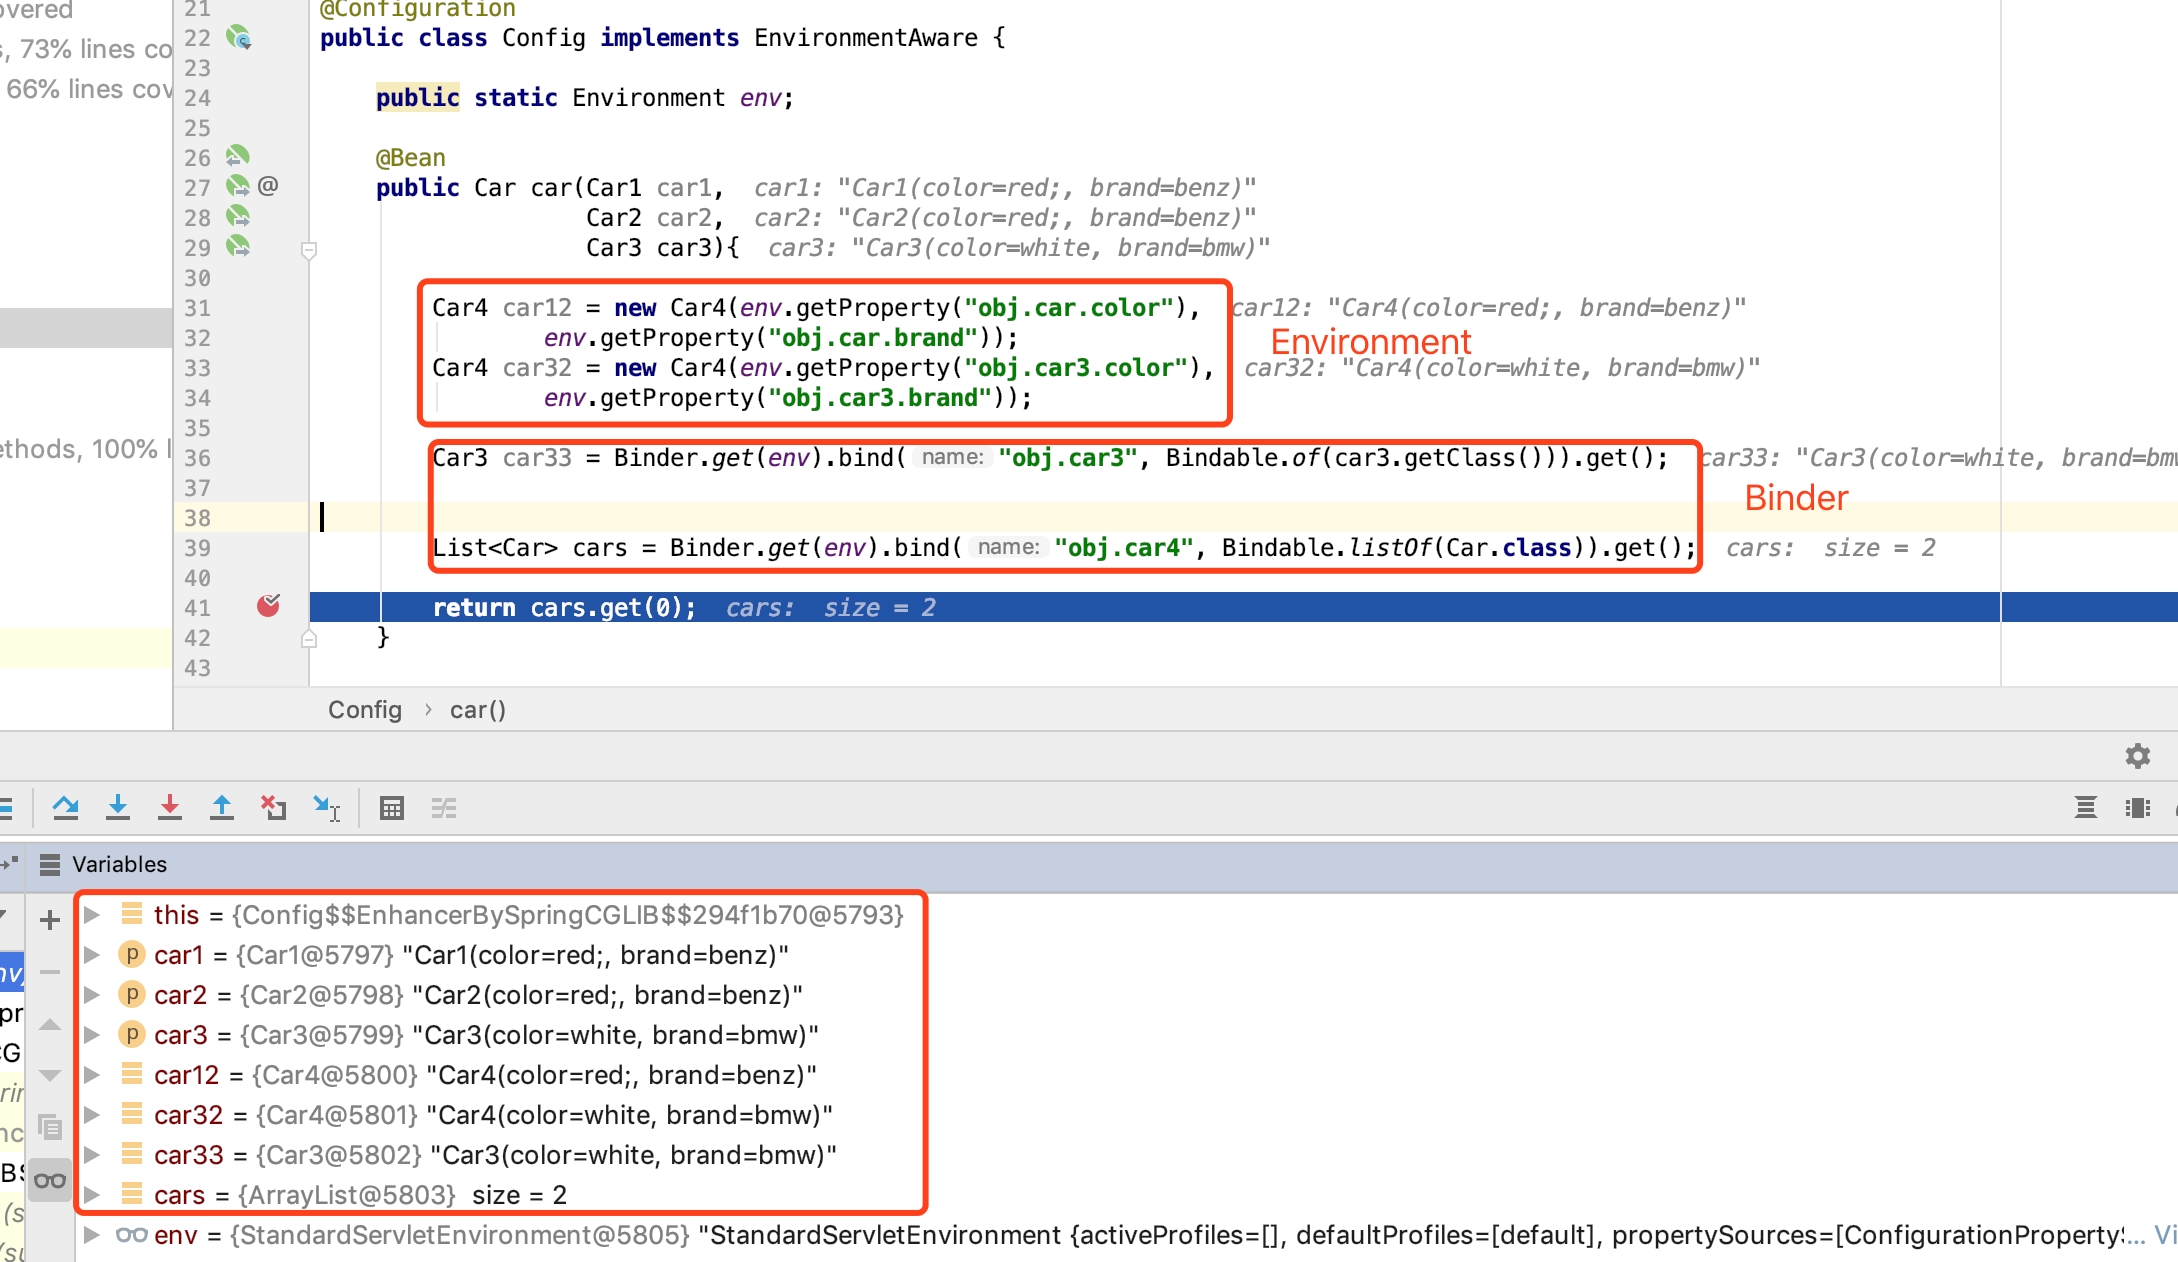 overed
21 @Configuration
s, 73% lines co
22 public class Config implements EnvironmentAware {
23
66% lines cov
24 public static Environment env;
25
26 @Bean
27 @ public Car car(Car1 car1, car1: "Car1(color=red;, brand=benz)"
28 Car2 car2, car2: "Car2(color=red;, brand=benz)"
29 Car3 car3){ car3: "Car3(color=white, brand=bmw)"
30
31 Car4 car12 = new Car4(env.getProperty("obj.car.color"), car12: "Car4(color=red;, brand=benz)"
32 env.getProperty("obj.car.brand"));
Environment
33 Car4 car32 = new Car4(env.getProperty("obj.car3.color"), car32: "Car4(color=white, brand=bmw)"
34 env.getProperty("obj.car3.brand"));
35
ethods, 100% l
36 Car3 car33 = Binder.get(env).bind( name: "obj.car3", Bindable.of(car3.getClass())).get(); car33: "Car3(color=white, brand=bmw
37
Binder
38
39 List<Car> cars = Binder.get(env).bind( name: "obj.car4", Bindable.listOf(Car.class)).get(); cars: size = 2
40
41 return cars.get(0); cars: size = 2
42 }
43
Config › car()
Variables
this = {Config$$EnhancerBySpringCGLIB$$294f1b70@5793}
p car1 = {Car1@5797} "Car1(color=red;, brand=benz)"
p car2 = {Car2@5798} "Car2(color=red;, brand=benz)"
p car3 = {Car3@5799} "Car3(color=white, brand=bmw)"
car12 = {Car4@5800} "Car4(color=red;, brand=benz)"
car32 = {Car4@5801} "Car4(color=white, brand=bmw)"
car33 = {Car3@5802} "Car3(color=white, brand=bmw)"
cars = {ArrayList@5803} size = 2
env = {StandardServletEnvironment@5805} "StandardServletEnvironment {activeProfiles=[], defaultProfiles=[default], propertySources=[ConfigurationPropertyS... Vi